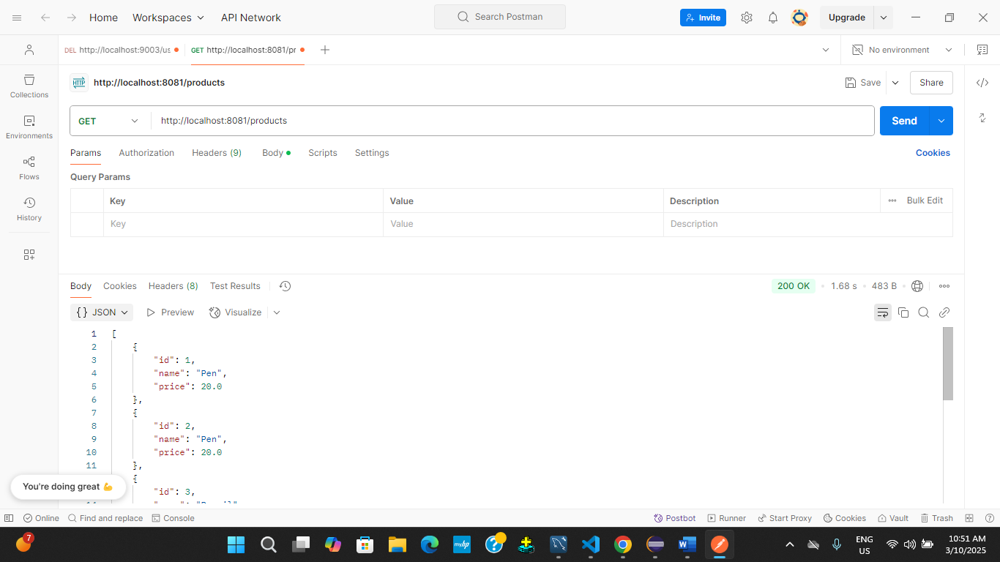 Home Workspaces API Network Search Postman Invite Upgrade
DEL http://localhost:9003/us GET http://localhost:8081/pr No environment
HTTP http://localhost:8081/products Save Share
Collections
GET http://localhost:8081/products Send
Environments
Params Authorization Headers (9) Body Scripts Settings Cookies
Flows
Query Params
Key Value Description Bulk Edit
Key Value Description
History
Body Cookies Headers (8) Test Results 200 OK 1.68 s 483 B
{} JSON Preview Visualize
1 [
2 {
3 "id": 1,
4 "name": "Pen",
5 "price": 20.0
6 },
7 {
8 "id": 2,
9 "name": "Pen",
10 "price": 20.0
11 },
{
"id": 3,
You're doing great 💪
Online Find and replace Console Postbot Runner Start Proxy Cookies Vault Trash
7 myhp ENG 10:51 AM
US 3/10/2025